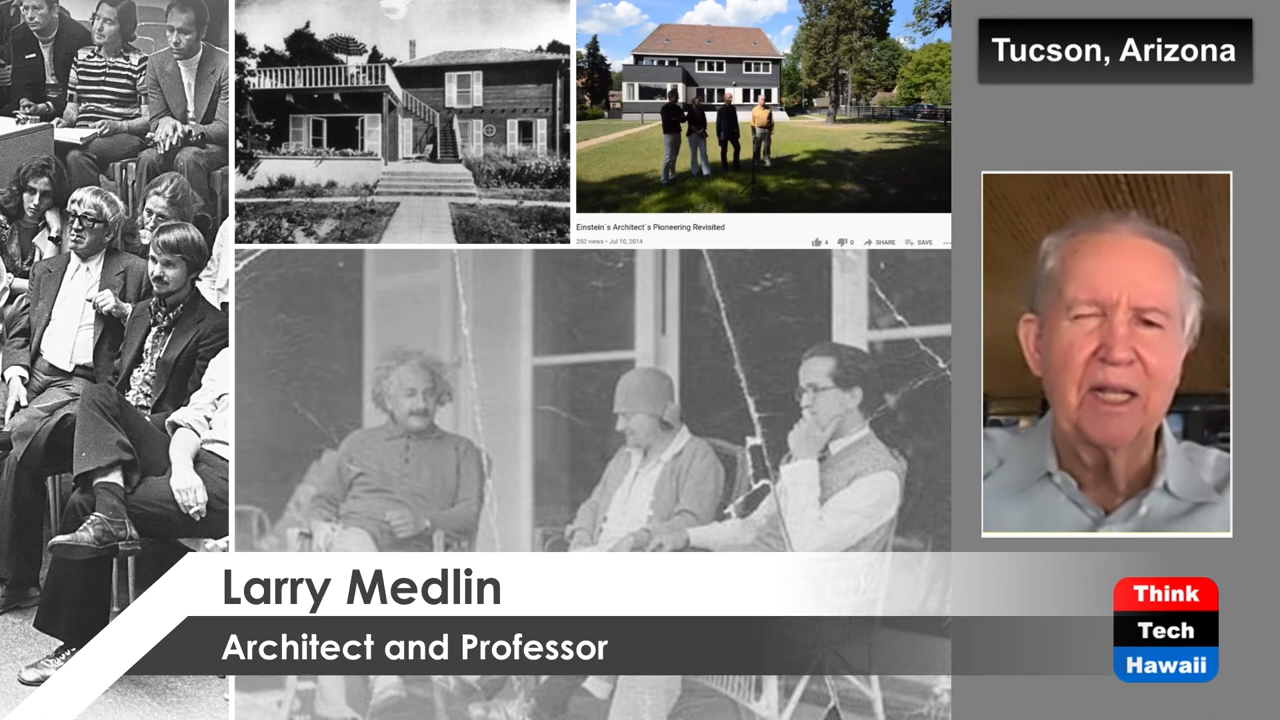 Tucson, Arizona
Einstein´s Architect´s Pioneering Revisited
250 views • Jul 10, 2014
4
0
SHARE
SAVE
Larry Medlin
Architect and Professor
Think
Tech
Hawaii